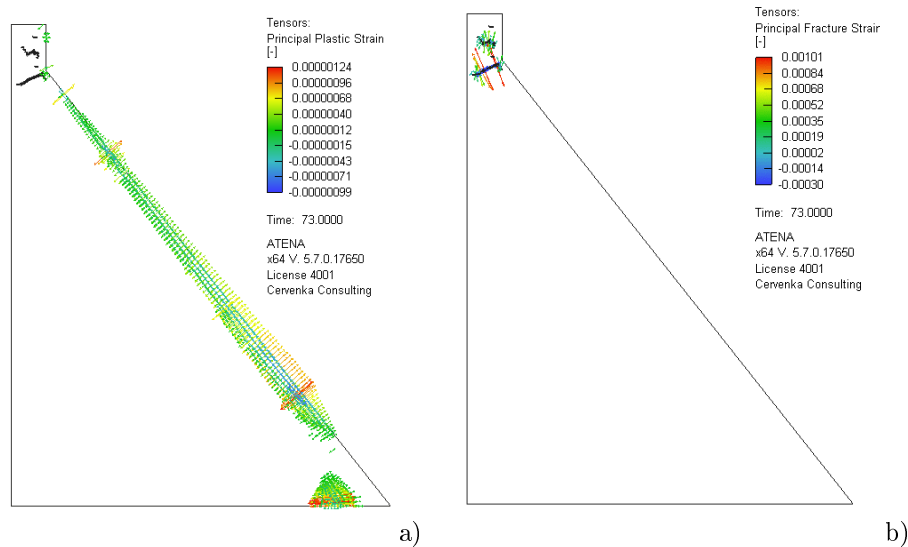 Tensors:
Principal Plastic Strain
[-]
0.00000124
0.00000096
0.00000068
0.00000040
0.00000012
-0.00000015
-0.00000043
-0.00000071
-0.00000099
Time: 73.0000
ATENA
x64 V. 5.7.0.17650
License 4001
Cervenka Consulting
a)
Tensors:
Principal Fracture Strair
[-]
0.00101
0.00084
0.00068
0.00052
0.00035
0.00019
0.00002
-0.00014
-0.00030
Time: 73.0000
ATENA
x64 V. 5.7.0.17650
License 4001
Cervenka Consulting
b)